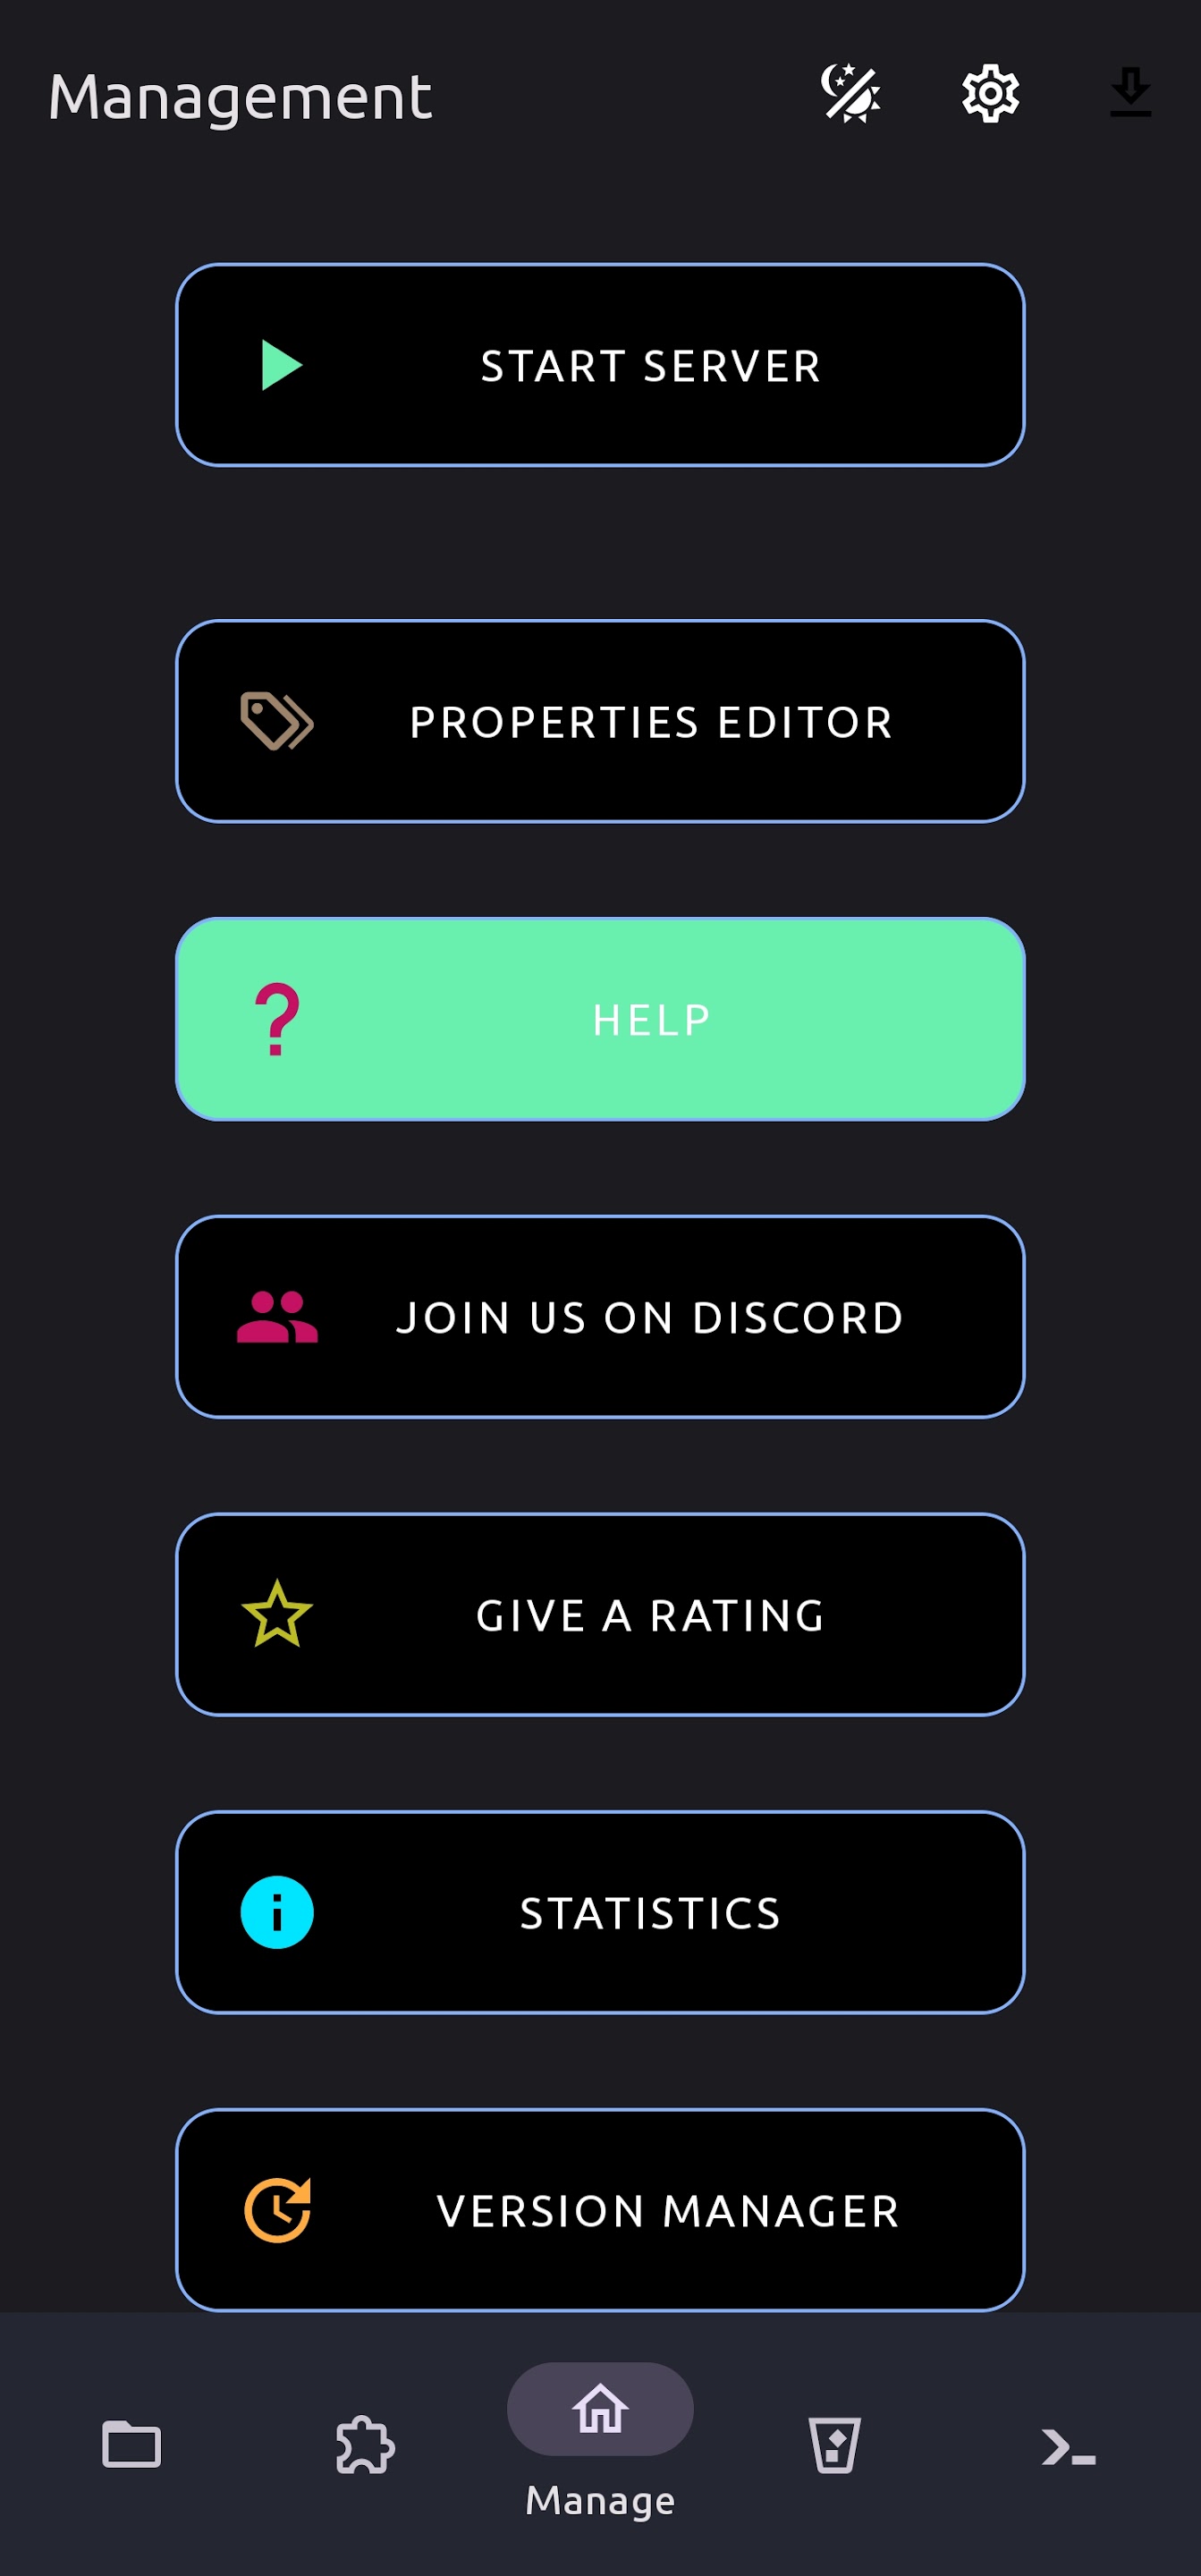 Management
START SERVER
PROPERTIES EDITOR
HELP
JOIN US ON DISCORD
GIVE A RATING
STATISTICS
VERSION MANAGER
Manage